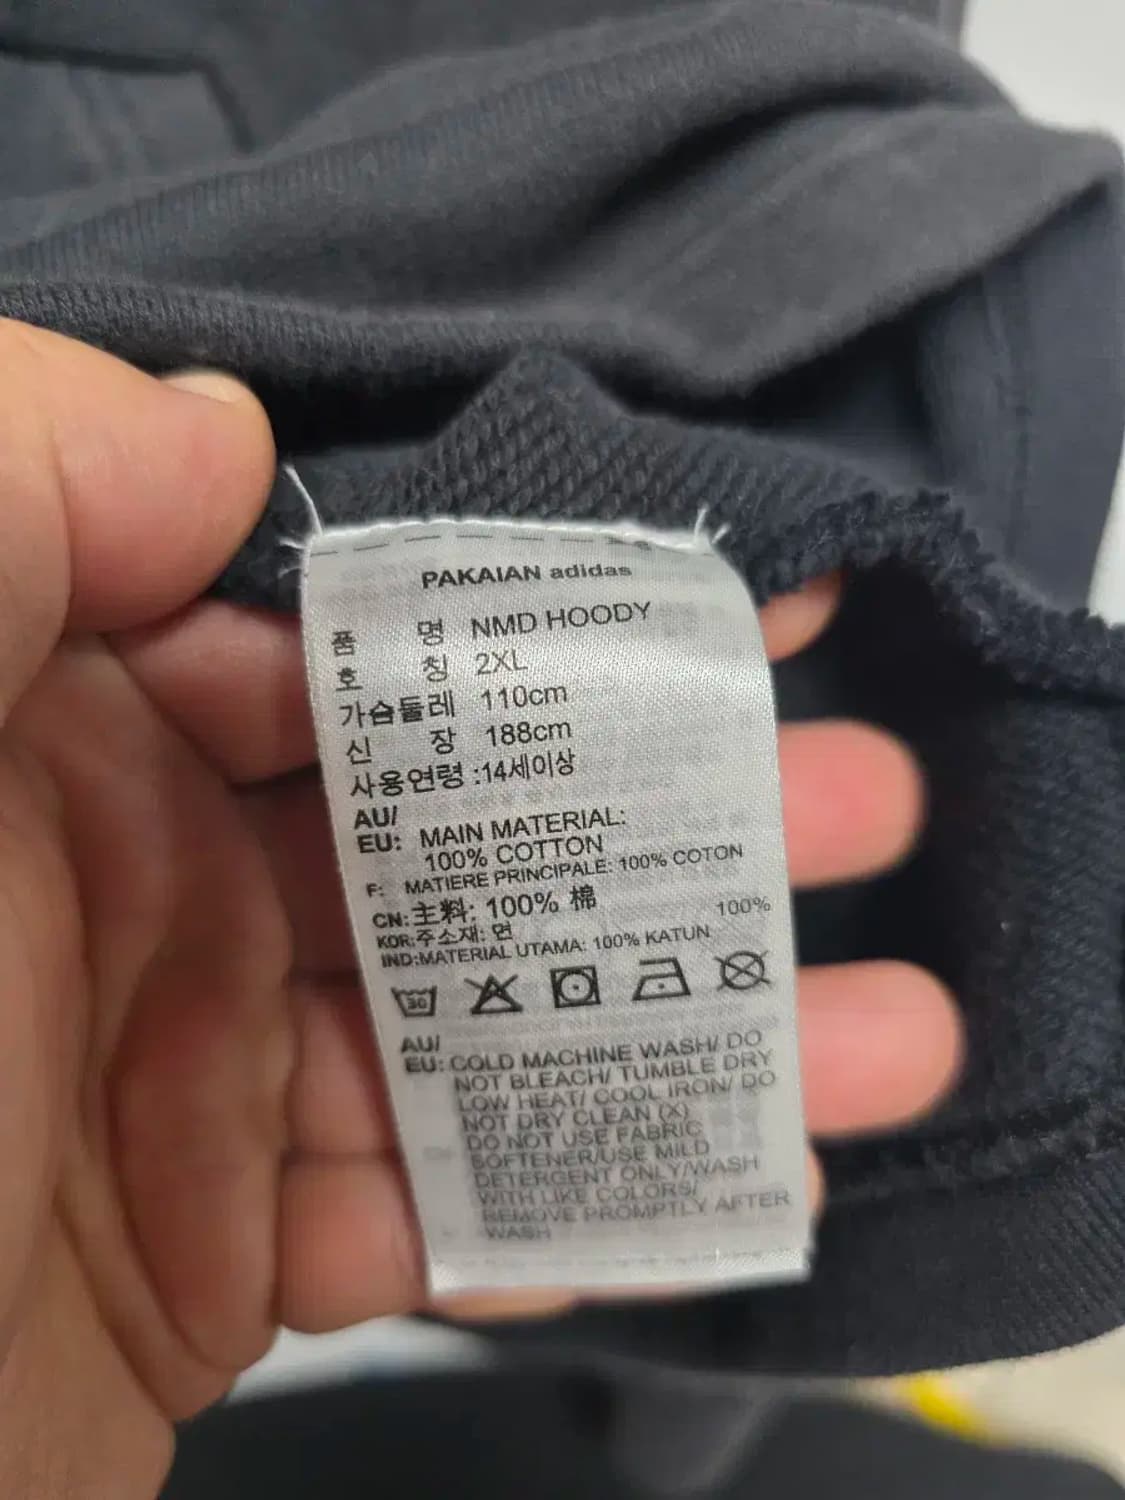 PAKAIAN adidas
품 명 NMD HOODY
호 칭 2XL
가슴둘레 110cm
신 장 188cm
사용연령 :14세이상
AU/
EU: MAIN MATERIAL:
100% COTTON
F: MATIERE PRINCIPALE: 100% COTON
CN:主料: 100% 棉
KOR:주소재: 면 100%
IND:MATERIAL UTAMA: 100% KATUN
30
AU/
EU: COLD MACHINE WASH/ DO
NOT BLEACH/ TUMBLE DRY
LOW HEAT/ COOL IRON/ DO
NOT DRY CLEAN (X)
DO NOT USE FABRIC
SOFTENER/USE MILD
DETERGENT ONLY/WASH
WITH LIKE COLORS/
REMOVE PROMPTLY AFTER
WASH